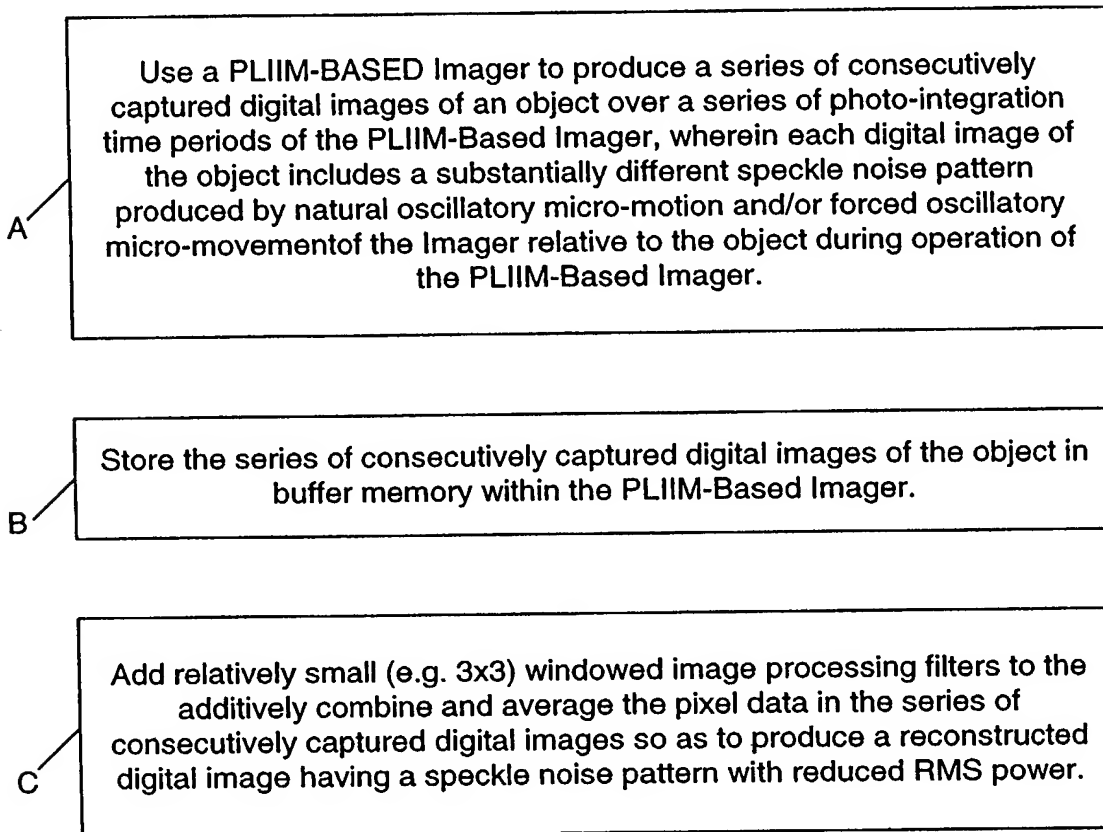 Use a PLIIM-BASED Imager to produce a series of consecutively
captured digital images of an object over a series of photo-integration
time periods of the PLIIM-Based Imager, wherein each digital image of
the object includes a substantially different speckle noise pattern
produced by natural oscillatory micro-motion and/or forced oscillatory
micro-movementof the Imager relative to the object during operation of
the PLIIM-Based Imager.
A
Store the series of consecutively captured digital images of the object in
buffer memory within the PLIIM-Based Imager.
B
Add relatively small (e.g. 3x3) windowed image processing filters to the
additively combine and average the pixel data in the series of
consecutively captured digital images so as to produce a reconstructed
digital image having a speckle noise pattern with reduced RMS power.
C